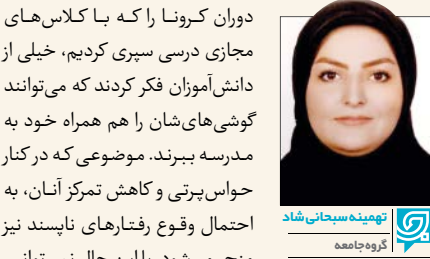 دوران کرونا را که با کلاس‌های
مجازی درسی سپری کردیم، خیلی از
دانش‌آموزان فکر کردند که می‌توانند
گوشی‌های‌شان را هم همراه خود به
مدرسه ببرند. موضوعی که در کنار
حواس‌پرتی و کاهش تمرکز آنان، به
احتمال وقوع رفتارهای ناپسند نیز
تهمینه سبحانی‌شاد
گروه جامعه